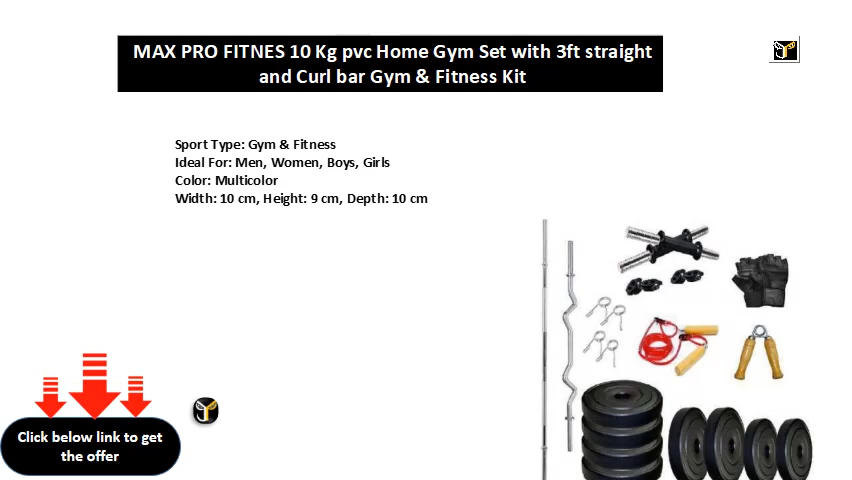 MAX PRO FITNES 10 Kg pvc Home Gym Set with 3ft straight
and Curl bar Gym & Fitness Kit
Sport Type: Gym & Fitness
Ideal For: Men, Women, Boys, Girls
Color: Multicolor
Width: 10 cm, Height: 9 cm, Depth: 10 cm
Click below link to get
the offer